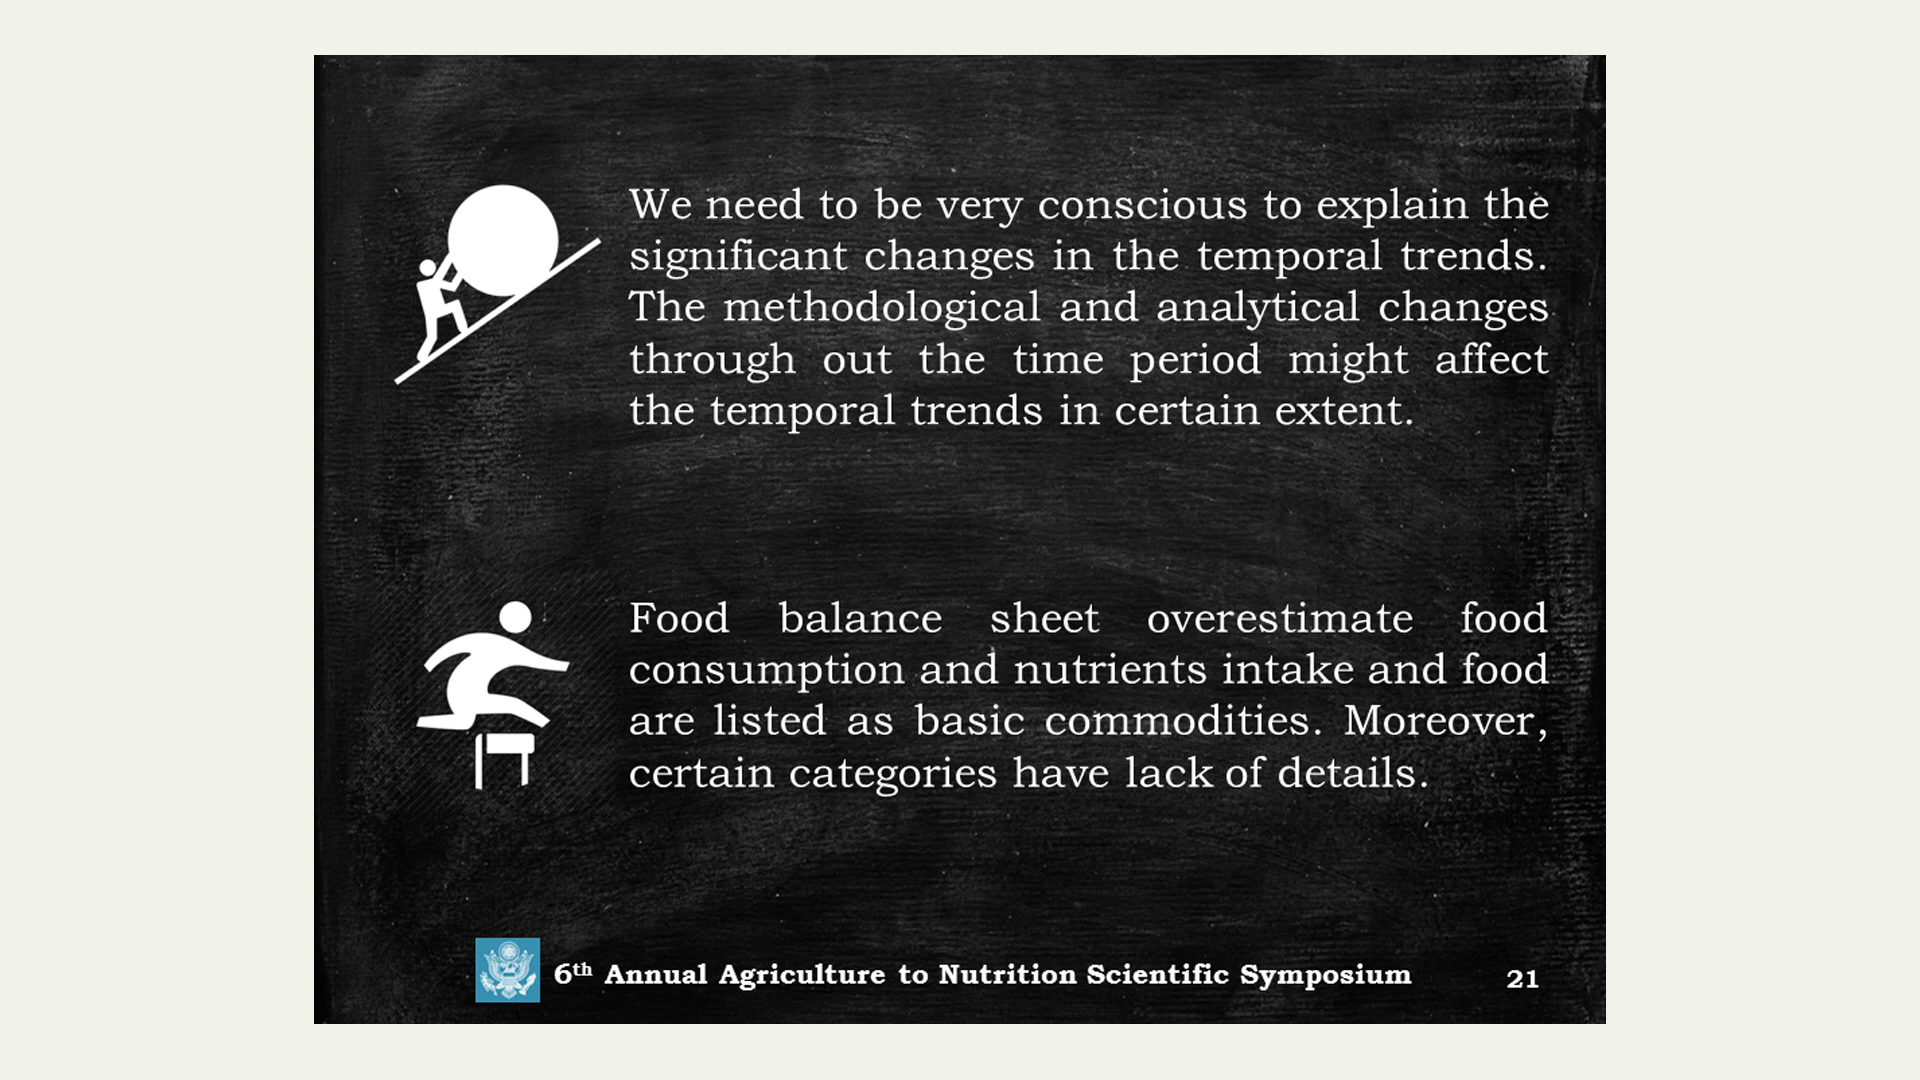 We need to be very conscious to explain the
significant changes in the temporal trends.
The methodological and analytical changes
through out the time period might affect
the temporal trends in certain extent.
Food balance sheet overestimate food
consumption and nutrients intake and food
are listed as basic commodities. Moreover,
certain categories have lack of details.
6th Annual Agriculture to Nutrition Scientific Symposium
21